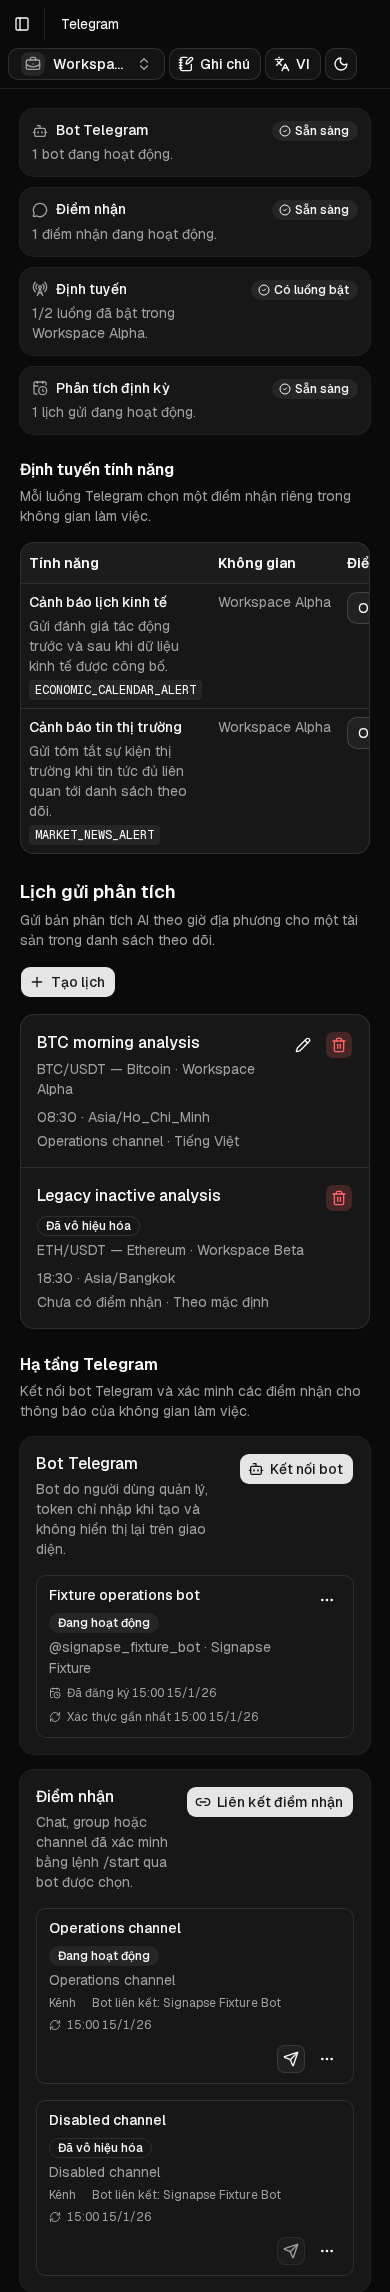 Telegram
Workspa...
Ghi chú
VI
Bot Telegram
Sẵn sàng
1 bot đang hoạt động.
Điểm nhận
Sẵn sàng
1 điểm nhận đang hoạt động.
Định tuyến
Có luồng bật
1/2 luồng đã bật trong
Workspace Alpha.
Phân tích định kỳ
Sẵn sàng
1 lịch gửi đang hoạt động.
Định tuyến tính năng
Mỗi luồng Telegram chọn một điểm nhận riêng trong
không gian làm việc.
Tính năng
Không gian
Điể
Cảnh báo lịch kinh tế
Workspace Alpha
O
Gửi đánh giá tác động
trước và sau khi dữ liệu
kinh tế được công bố.
ECONOMIC_CALENDAR_ALERT
Cảnh báo tin thị trường
Workspace Alpha
O
Gửi tóm tắt sự kiện thị
trường khi tin tức đủ liên
quan tới danh sách theo
dõi.
MARKET_NEWS_ALERT
Lịch gửi phân tích
Gửi bản phân tích AI theo giờ địa phương cho một tài
sản trong danh sách theo dõi.
Tạo lịch
BTC morning analysis
BTC/USDT — Bitcoin · Workspace
Alpha
08:30 · Asia/Ho_Chi_Minh
Operations channel · Tiếng Việt
Legacy inactive analysis
Đã vô hiệu hóa
ETH/USDT — Ethereum · Workspace Beta
18:30 · Asia/Bangkok
Chưa có điểm nhận · Theo mặc định
Hạ tầng Telegram
Kết nối bot Telegram và xác minh các điểm nhận cho
thông báo của không gian làm việc.
Bot Telegram
Kết nối bot
Bot do người dùng quản lý,
token chỉ nhập khi tạo và
không hiển thị lại trên giao
diện.
Fixture operations bot
Đang hoạt động
@signapse_fixture_bot · Signapse
Fixture
Đã đăng ký 15:00 15/1/26
Xác thực gần nhất 15:00 15/1/26
Điểm nhận
Liên kết điểm nhận
Chat, group hoặc
channel đã xác minh
bằng lệnh /start qua
bot được chọn.
Operations channel
Đang hoạt động
Operations channel
Kênh Bot liên kết: Signapse Fixture Bot
15:00 15/1/26
Disabled channel
Đã vô hiệu hóa
Disabled channel
Kênh Bot liên kết: Signapse Fixture Bot
15:00 15/1/26